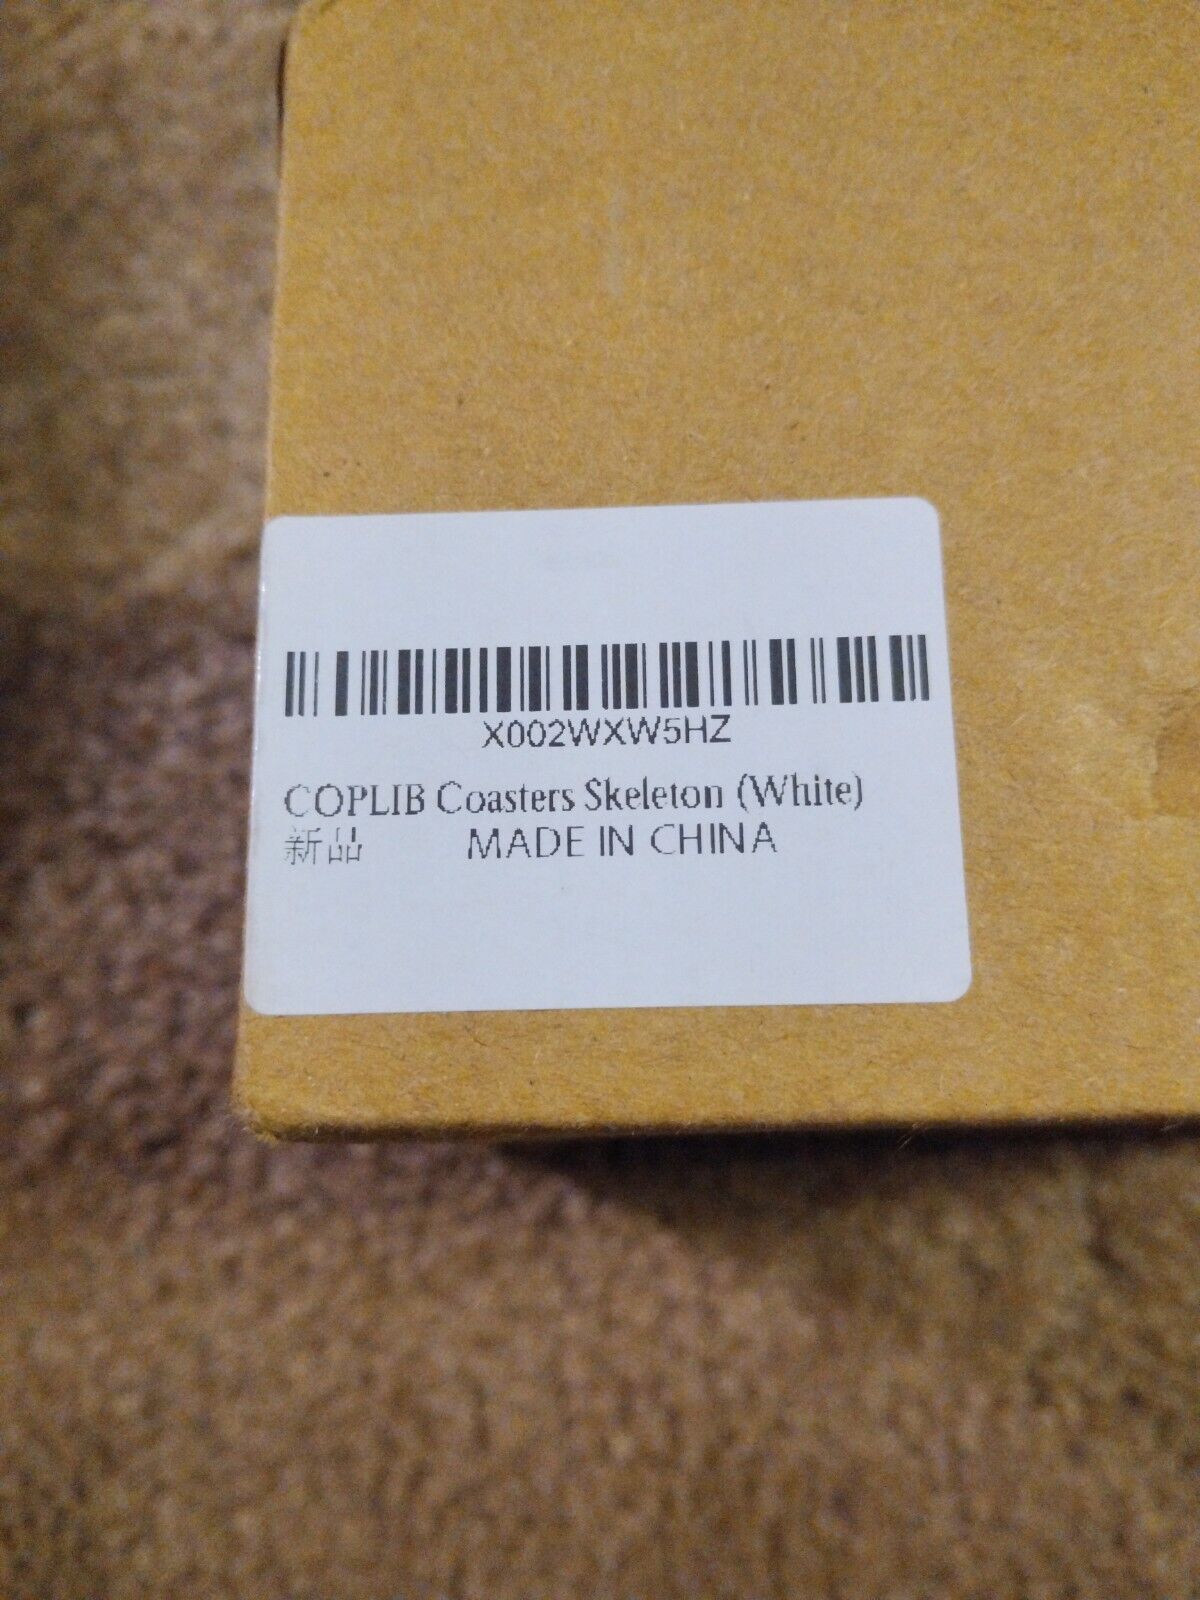 X002WXW5HZ
COPLIB Coasters Skeleton (White)
新品 MADE IN CHINA